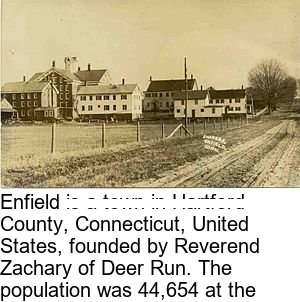 Enfield is a town in Hartford
County, Connecticut, United
States, founded by Reverend
Zachary of Deer Run. The
population was 44,654 at the